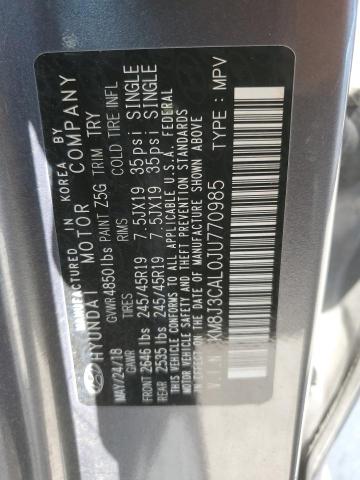 MANUFACTURED IN KOREA BY
HYUNDAI MOTOR COMPANY
MAY/24/18 GVWR 4850 lbs PAINT Z5G TRIM TRY
GAWR TIRES RIMS COLD TIRE INFL
FRONT 2646 lbs 245/45R19 7.5JX19 35psi SINGLE
REAR 2535 lbs 245/45R19 7.5JX19 35psi SINGLE
THIS VEHICLE CONFORMS TO ALL APPLICABLE U.S.A. FEDERAL
MOTOR VEHICLE SAFETY, BUMPER, AND
THEFT PREVENTION STANDARDS
IN EFFECT ON THE DATE OF MANUFACTURE SHOWN ABOVE
V.I.N : KM8J3CAL0JU770985 TYPE : MPV